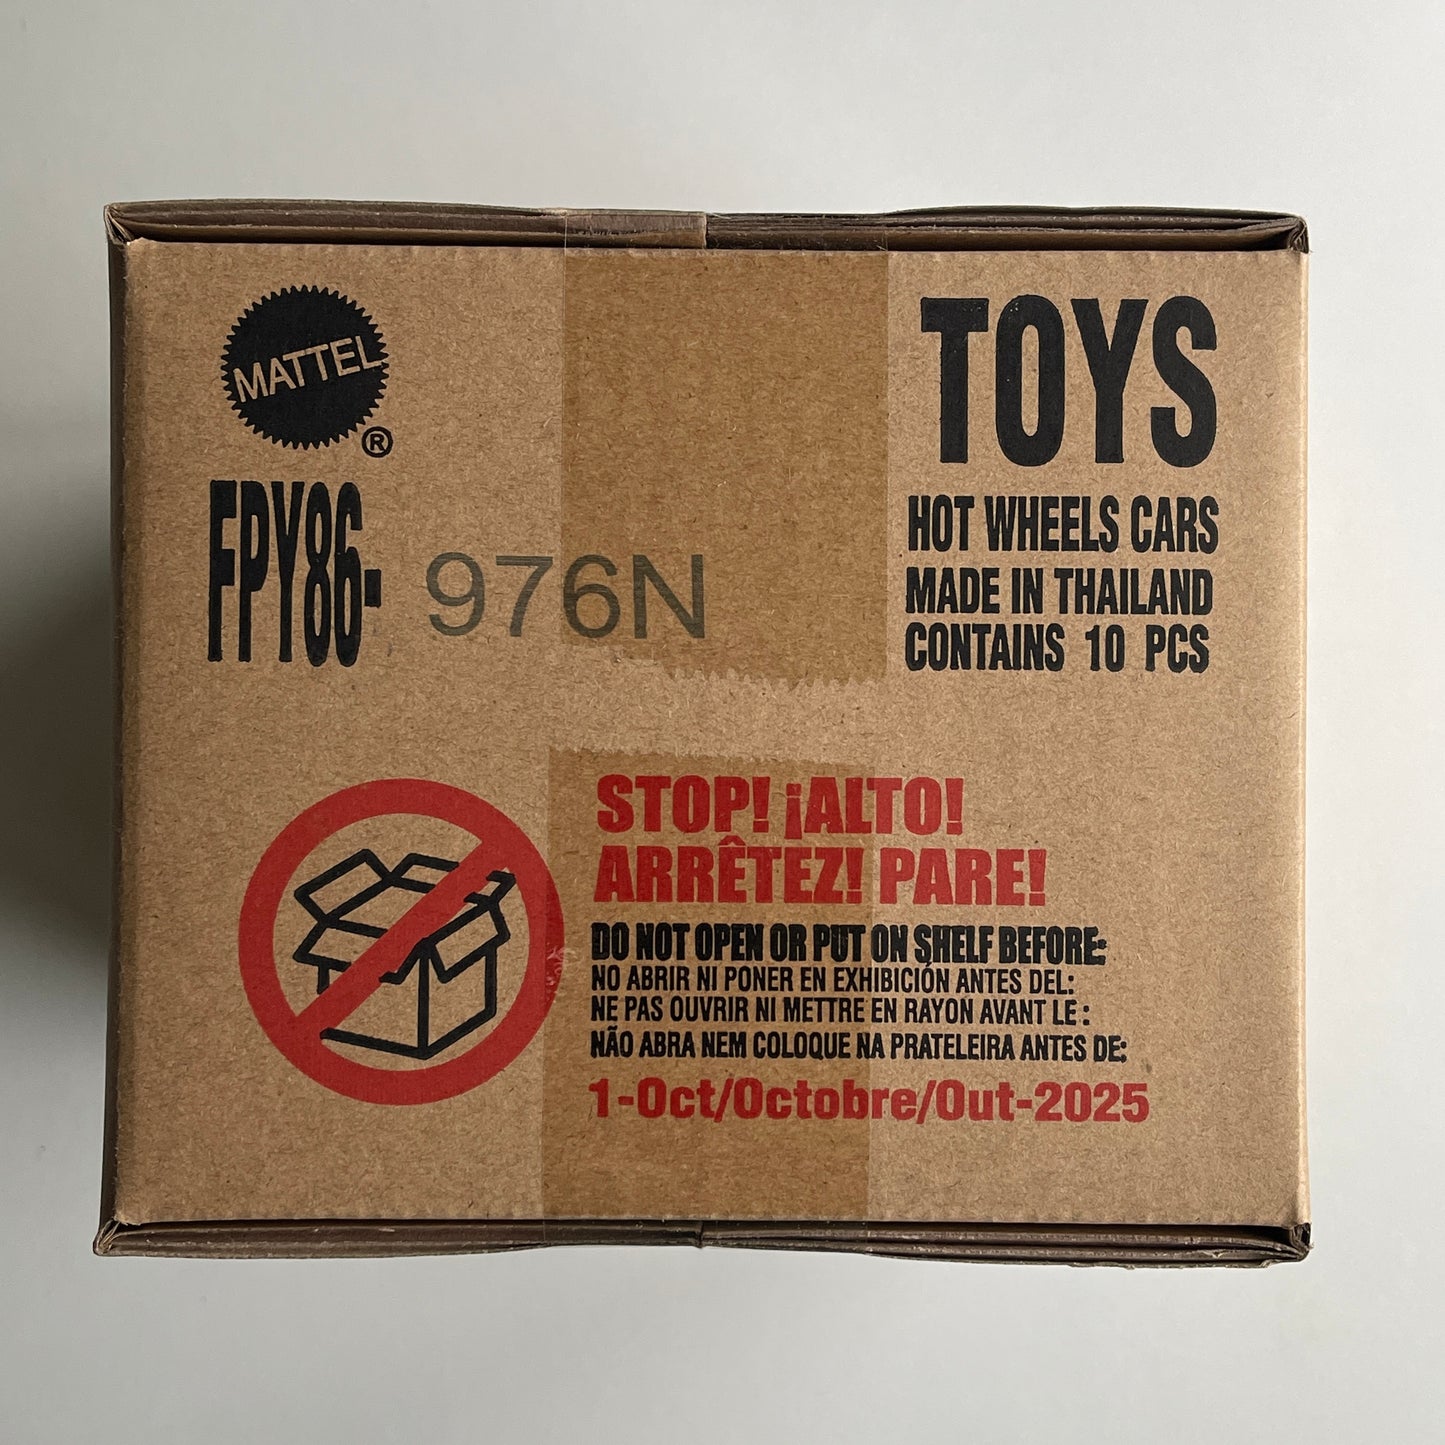 MATTEL
®
FPY86- 976N
TOYS
HOT WHEELS CARS
MADE IN THAILAND
CONTAINS 10 PCS
STOP! ¡ALTO!
ARRÊTEZ! PARE!
DO NOT OPEN OR PUT ON SHELF BEFORE:
NO ABRIR NI PONER EN EXHIBICIÓN ANTES DEL:
NE PAS OUVRIR NI METTRE EN RAYON AVANT LE :
NÃO ABRA NEM COLOQUE NA PRATELEIRA ANTES DE:
1-Oct/Octobre/Out-2025